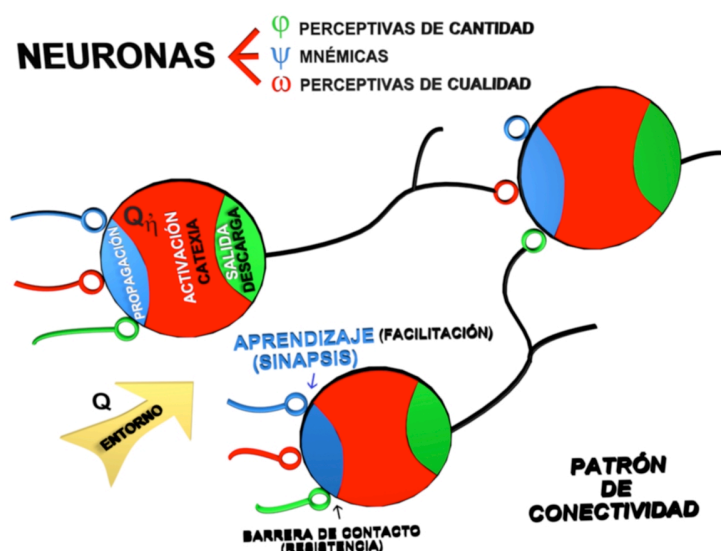 NEURONAS
φ PERCEPTIVAS DE CANTIDAD
ψ MNÉMICAS
ω PERCEPTIVAS DE CUALIDAD
Qη̇
PROPAGACIÓN
ACTIVACIÓN
CATEXIA
SALIDA
DESCARGA
APRENDIZAJE (FACILITACIÓN)
(SINAPSIS)
Q
ENTORNO
BARRERA DE CONTACTO
(RESISTENCIA)
PATRÓN
DE
CONECTIVIDAD